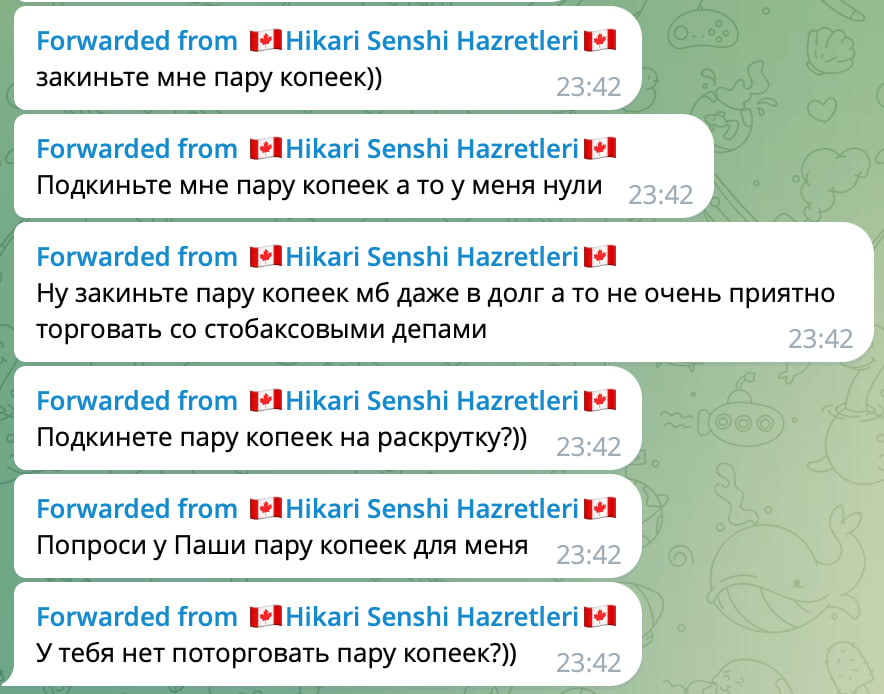 Forwarded from 🇨🇦Hikari Senshi Hazretleri🇨🇦
закиньте мне пару копеек))
23:42
Forwarded from 🇨🇦Hikari Senshi Hazretleri🇨🇦
Подкиньте мне пару копеек а то у меня нули
23:42
Forwarded from 🇨🇦Hikari Senshi Hazretleri🇨🇦
Ну закиньте пару копеек мб даже в долг а то не очень приятно
торговать со стобаксовыми депами
23:42
Forwarded from 🇨🇦Hikari Senshi Hazretleri🇨🇦
Подкинете пару копеек на раскрутку?))
23:42
Forwarded from 🇨🇦Hikari Senshi Hazretleri🇨🇦
Попроси у Паши пару копеек для меня
23:42
Forwarded from 🇨🇦Hikari Senshi Hazretleri🇨🇦
У тебя нет поторговать пару копеек?))
23:42